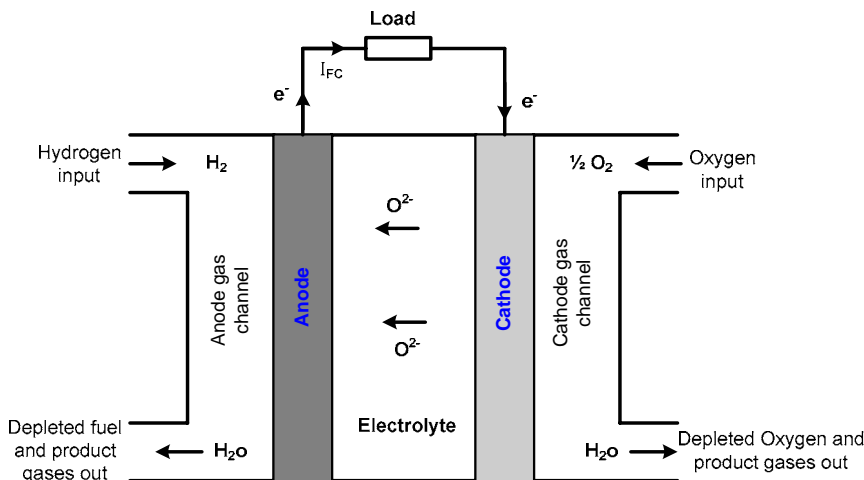 Load
I_FC
e⁻
e⁻
Hydrogen
input
H₂
½ O₂
Oxygen
input
O²⁻
Anode gas
channel
Anode
Cathode
Cathode gas
channel
O²⁻
Electrolyte
Depleted fuel
and product
gases out
H₂o
H₂o
Depleted Oxygen and
product gases out